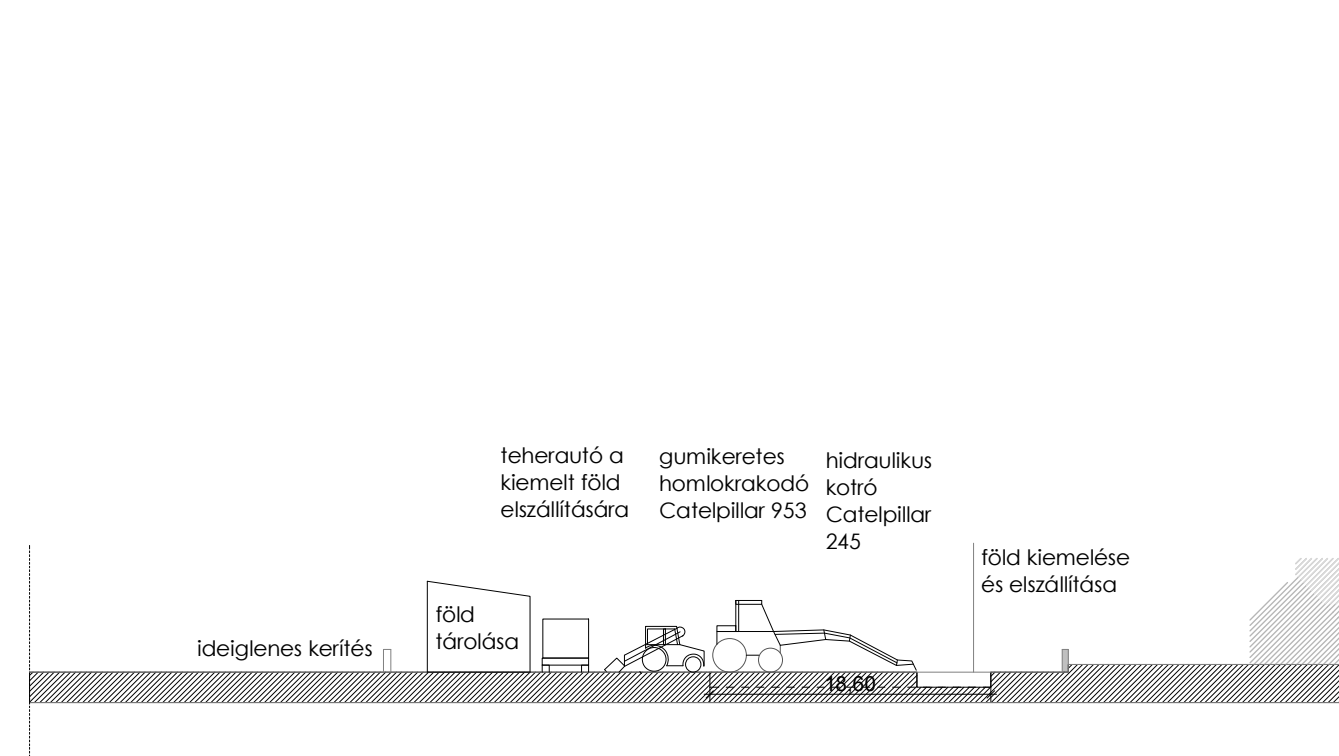 teherautó a
kiemelt föld
elszállítására
gumikeretes
homlokrakodó
Catelpillar 953
hidraulikus
kotró
Catelpillar
245
föld kiemelése
és elszállítása
föld
tárolása
ideiglenes kerítés
18,60